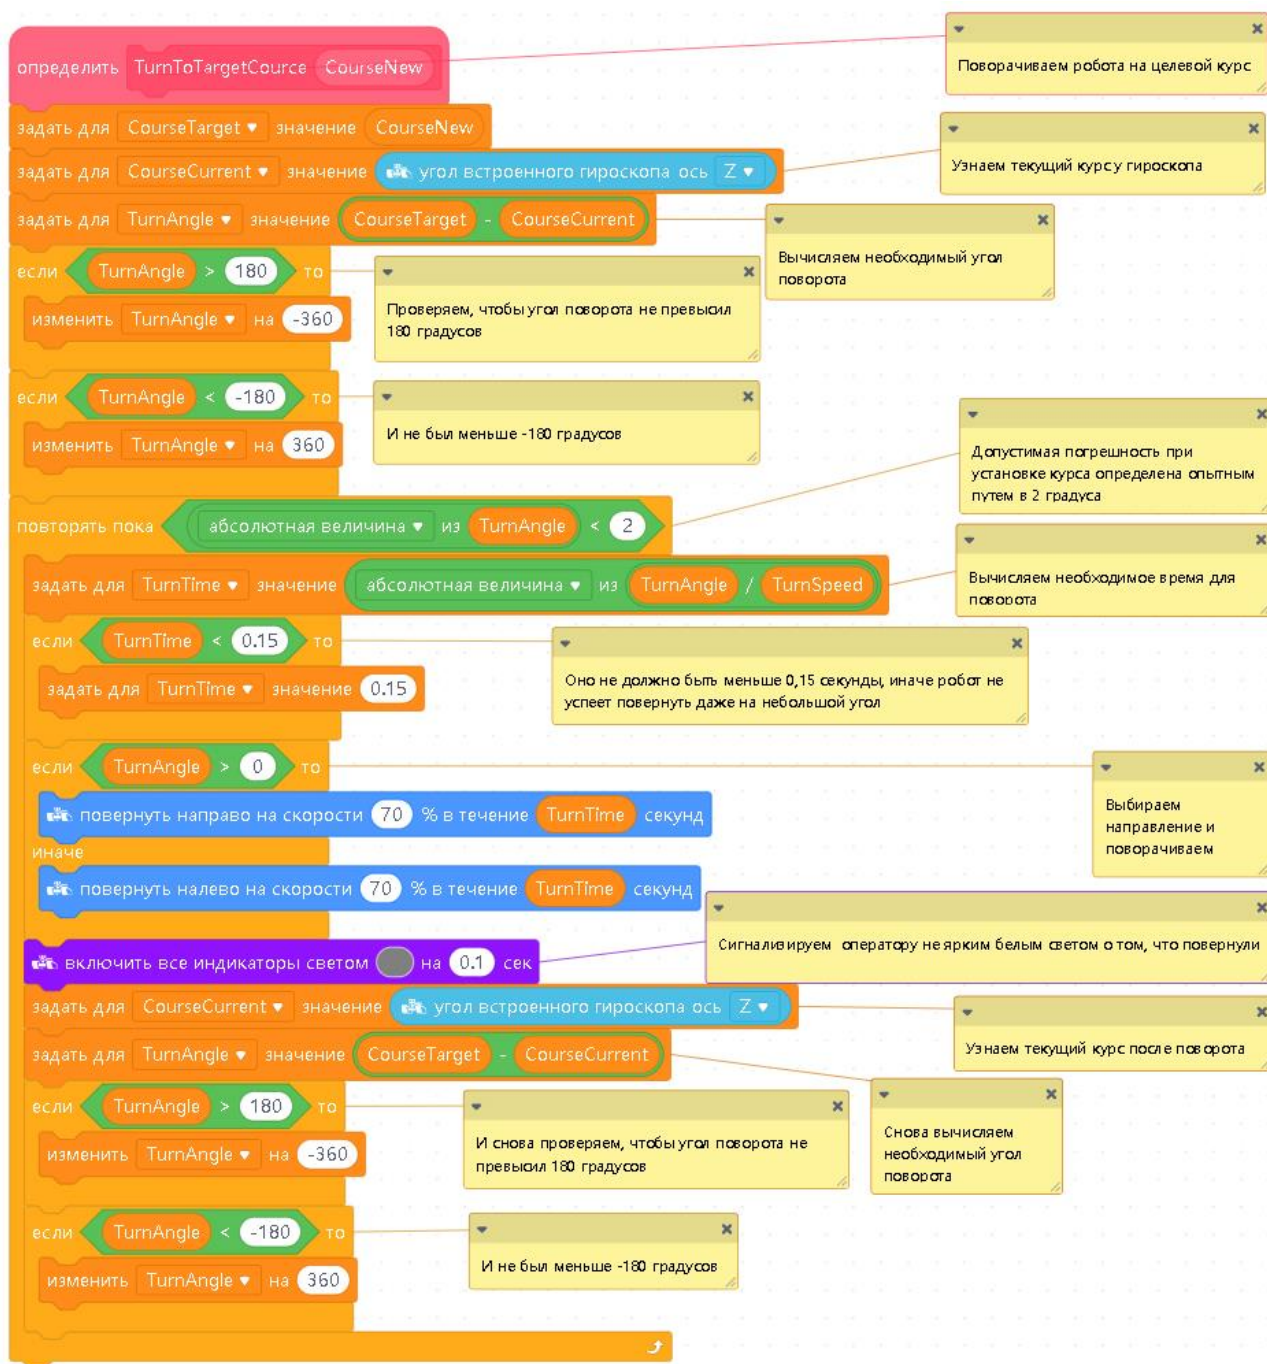 определить TurnToTargetCource CourseNew
Поворачиваем робота на целевой курс
задать для CourseTarget значение CourseNew
задать для CourseCurrent значение угол встроенного гироскопа ось Z
Узнаем текущий курс у гироскопа
задать для TurnAngle значение CourseTarget - CourseCurrent
Вычисляем необходимый угол
поворота
если TurnAngle > 180 то
изменить TurnAngle на -360
Проверяем, чтобы угол поворота не превысил
180 градусов
если TurnAngle < -180 то
изменить TurnAngle на 360
И не был меньше -180 градусов
повторять пока абсолютная величина из TurnAngle < 2
Допустимая погрешность при
установке курса определена опытным
путем в 2 градуса
задать для TurnTime значение абсолютная величина из TurnAngle / TurnSpeed
Вычисляем необходимое время для
поворота
если TurnTime < 0.15 то
задать для TurnTime значение 0.15
Оно не должно быть меньше 0,15 секунды, иначе робот не
успеет повернуть даже на небольшой угол
если TurnAngle > 0 то
повернуть направо на скорости 70 % в течение TurnTime секунд
иначе
повернуть налево на скорости 70 % в течение TurnTime секунд
Выбираем
направление и
поворачиваем
включить все индикаторы светом на 0.1 сек
Сигнализируем оператору не ярким белым светом о том, что повернули
задать для CourseCurrent значение угол встроенного гироскопа ось Z
Узнаем текущий курс после поворота
задать для TurnAngle значение CourseTarget - CourseCurrent
Снова вычисляем
необходимый угол
поворота
если TurnAngle > 180 то
изменить TurnAngle на -360
И снова проверяем, чтобы угол поворота не
превысил 180 градусов
если TurnAngle < -180 то
изменить TurnAngle на 360
И не был меньше -180 градусов